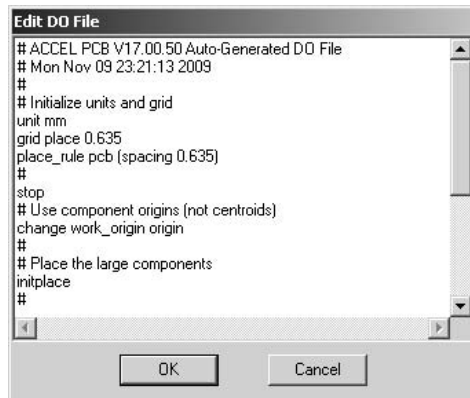 Edit DO File
# ACCEL PCB V17.00.50 Auto-Generated DO File
# Mon Nov 09 23:21:13 2009
#
# Initialize units and grid
unit mm
grid place 0.635
place_rule pcb (spacing 0.635)
#
stop
# Use component origins (not centroids)
change work_origin origin
#
# Place the large components
initplace
#
OK
Cancel